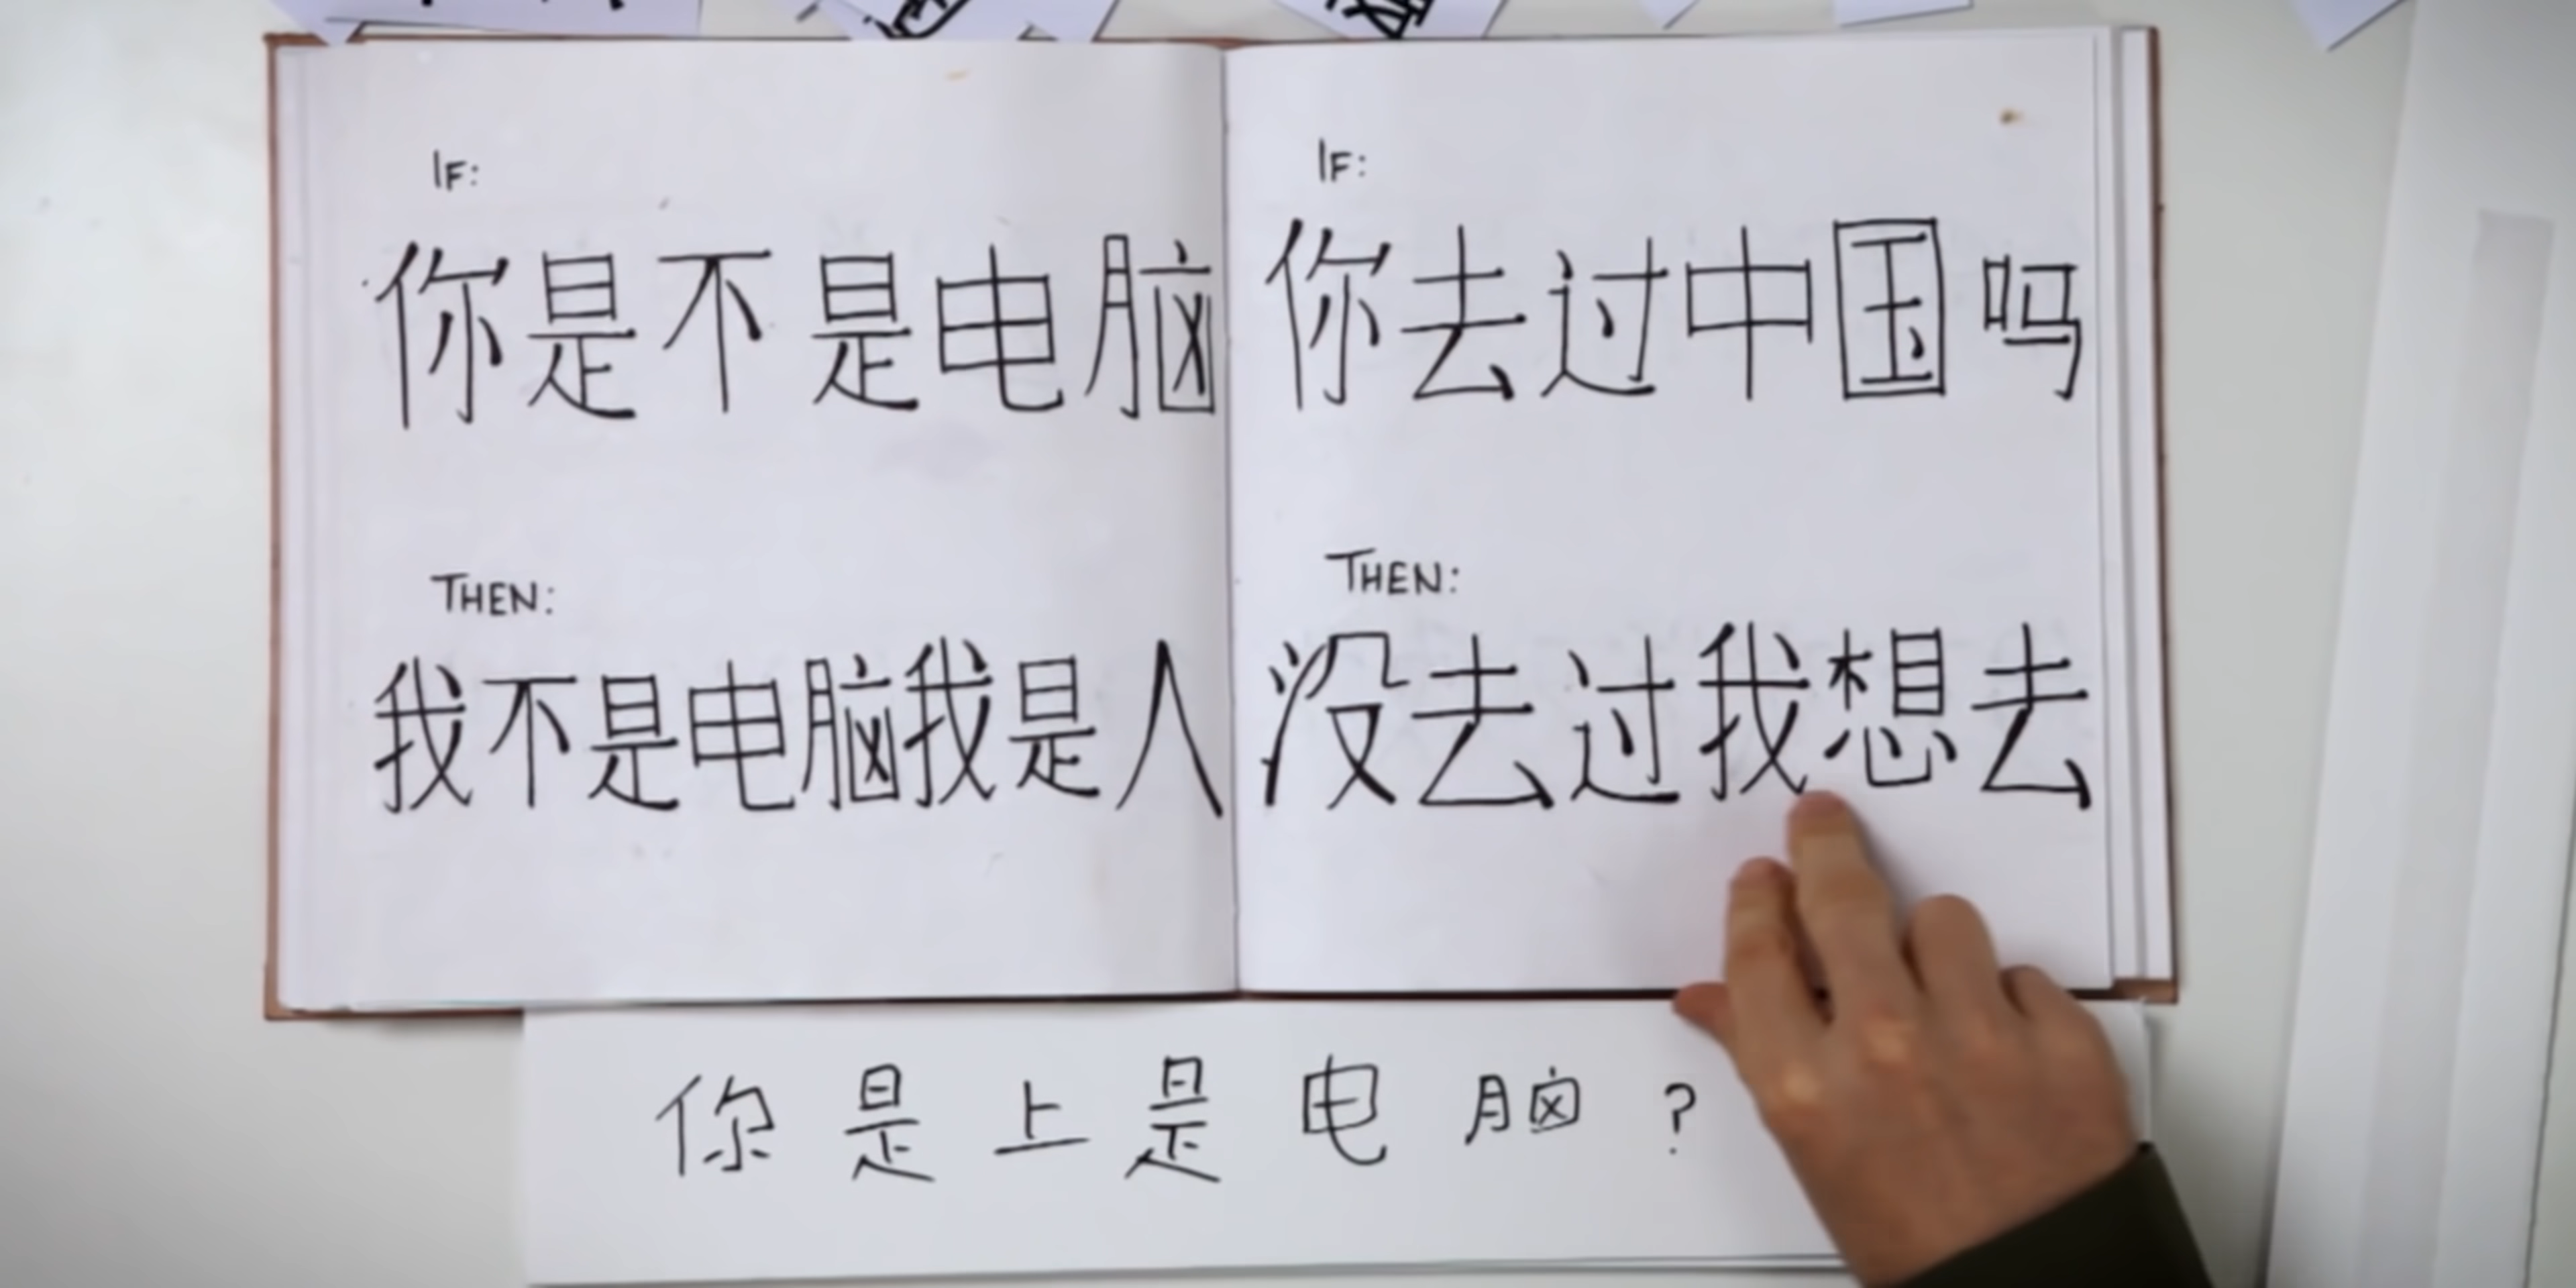 IF:
你是不是电脑
THEN:
我不是电脑我是人
IF:
你去过中国吗
THEN:
没去过我想去
你是上是电脑?